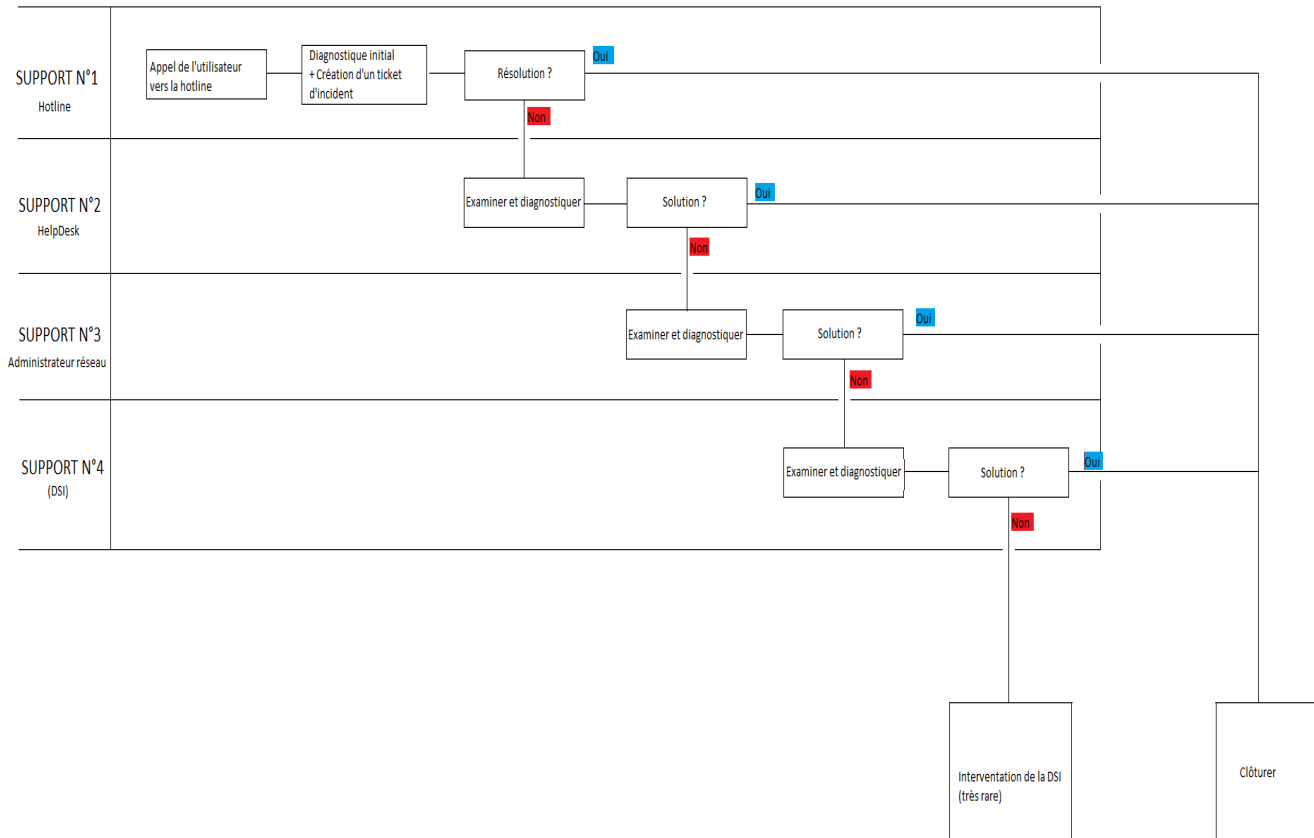 SUPPORT N°1
Hotline
Appel de l'utilisateur
vers la hotline
Diagnostique initial
+ Création d'un ticket
d'incident
Résolution ?
Oui
Non
SUPPORT N°2
HelpDesk
Examiner et diagnostiquer
Solution ?
Oui
Non
SUPPORT N°3
Administrateur réseau
Examiner et diagnostiquer
Solution ?
Oui
Non
SUPPORT N°4
(DSI)
Examiner et diagnostiquer
Solution ?
Oui
Non
Interventation de la DSI
(très rare)
Clôturer